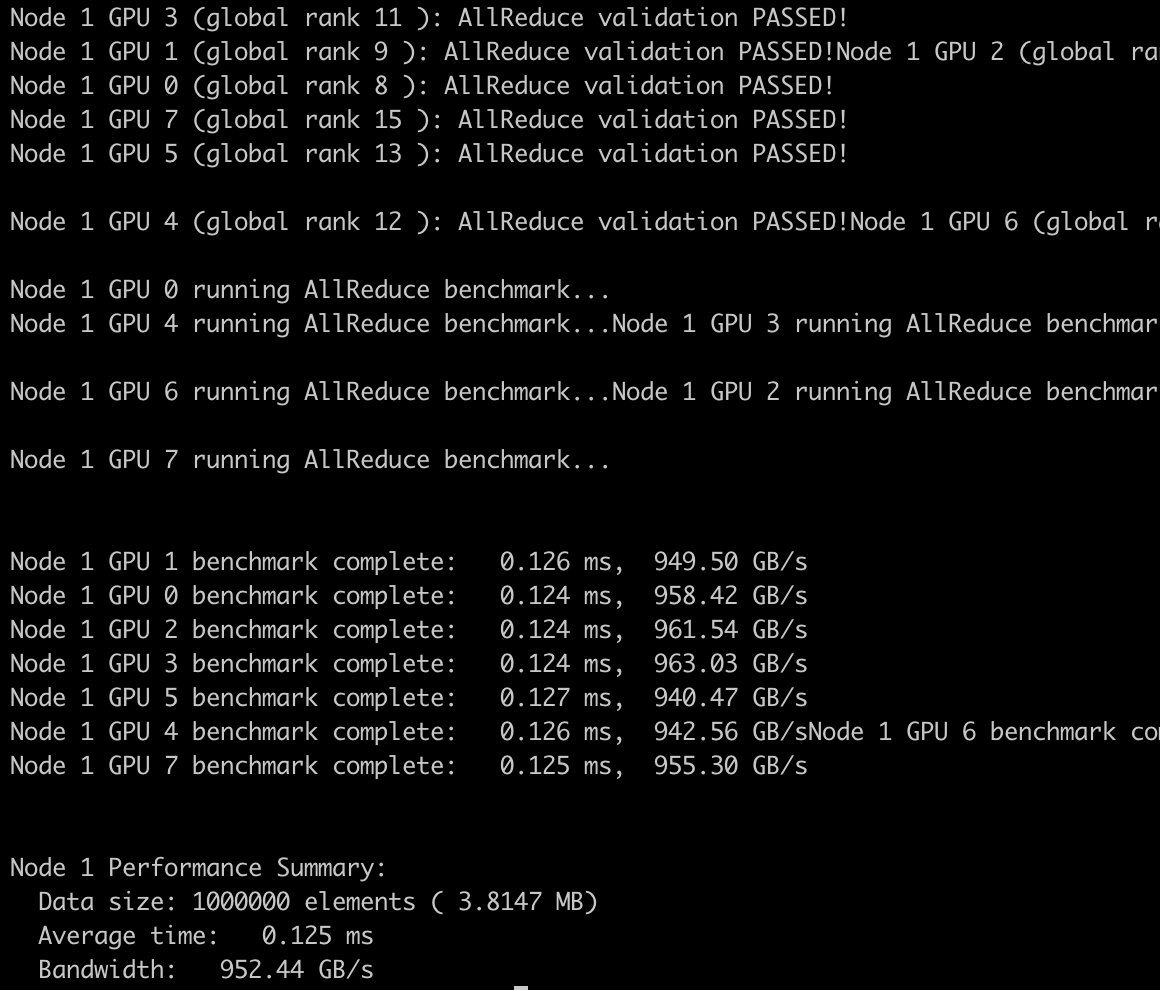 Node 1 GPU 3 (global rank 11 ): AllReduce validation PASSED!
Node 1 GPU 1 (global rank 9 ): AllReduce validation PASSED!Node 1 GPU 2 (global
Node 1 GPU 0 (global rank 8 ): AllReduce validation PASSED!
Node 1 GPU 7 (global rank 15 ): AllReduce validation PASSED!
Node 1 GPU 5 (global rank 13 ): AllReduce validation PASSED!
Node 1 GPU 4 (global rank 12 ): AllReduce validation PASSED!Node 1 GPU 6 (global
Node 1 GPU 0 running AllReduce benchmark...
Node 1 GPU 4 running AllReduce benchmark...Node 1 GPU 3 running AllReduce benchmar
Node 1 GPU 6 running AllReduce benchmark...Node 1 GPU 2 running AllReduce benchmar
Node 1 GPU 7 running AllReduce benchmark...
Node 1 GPU 1 benchmark complete:   0.126 ms,  949.50 GB/s
Node 1 GPU 0 benchmark complete:   0.124 ms,  958.42 GB/s
Node 1 GPU 2 benchmark complete:   0.124 ms,  961.54 GB/s
Node 1 GPU 3 benchmark complete:   0.124 ms,  963.03 GB/s
Node 1 GPU 5 benchmark complete:   0.127 ms,  940.47 GB/s
Node 1 GPU 4 benchmark complete:   0.126 ms,  942.56 GB/sNode 1 GPU 6 benchmark
Node 1 GPU 7 benchmark complete:   0.125 ms,  955.30 GB/s
Node 1 Performance Summary:
Data size: 1000000 elements ( 3.8147 MB)
Average time:   0.125 ms
Bandwidth:   952.44 GB/s